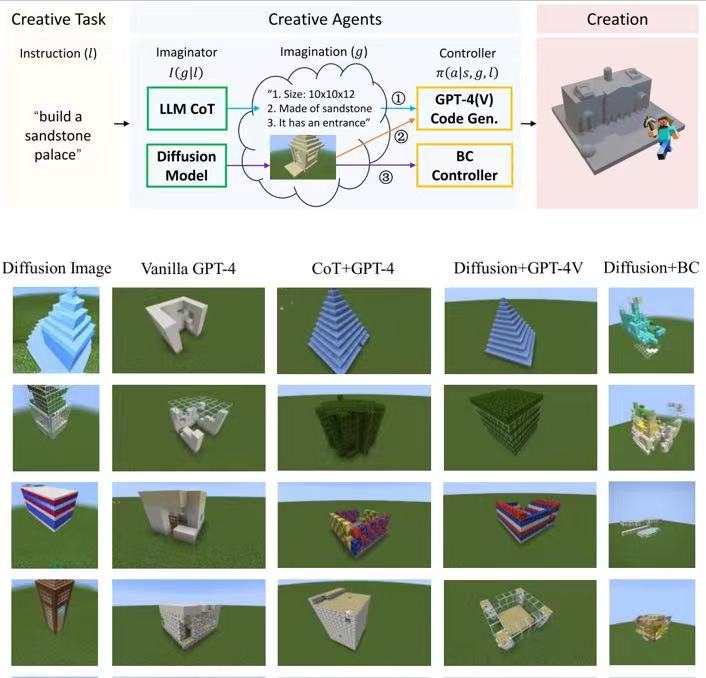 Creative Task
Creative Agents
Creation
Instruction (l)
Imaginator
I(g|l)
Imagination (g)
Controller
π(a|s, g, l)
"build a
sandstone
palace"
LLM CoT
Diffusion
Model
"1. Size: 10x10x12
2. Made of sandstone
3. It has an entrance"
①
②
③
GPT-4(V)
Code Gen.
BC
Controller
Diffusion Image
Vanilla GPT-4
CoT+GPT-4
Diffusion+GPT-4V
Diffusion+BC